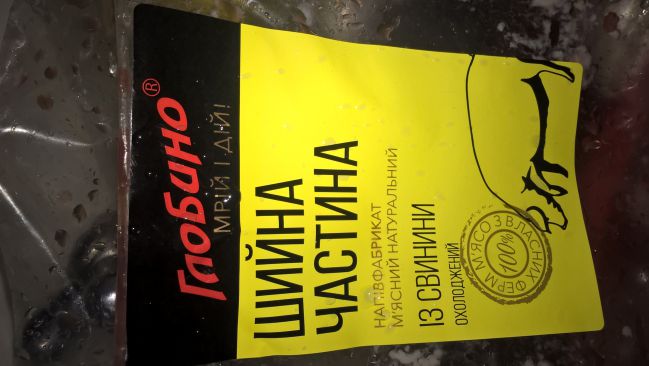 Глобино®
МРІЙ І ДІЙ!
ШИЙНА
ЧАСТИНА
НАПІВФАБРИКАТ
М'ЯСНИЙ НАТУРАЛЬНИЙ
ІЗ СВИНИНИ
ОХОЛОДЖЕНИЙ
М'ЯСО З ВЛАСНИХ ФЕРМ
100%